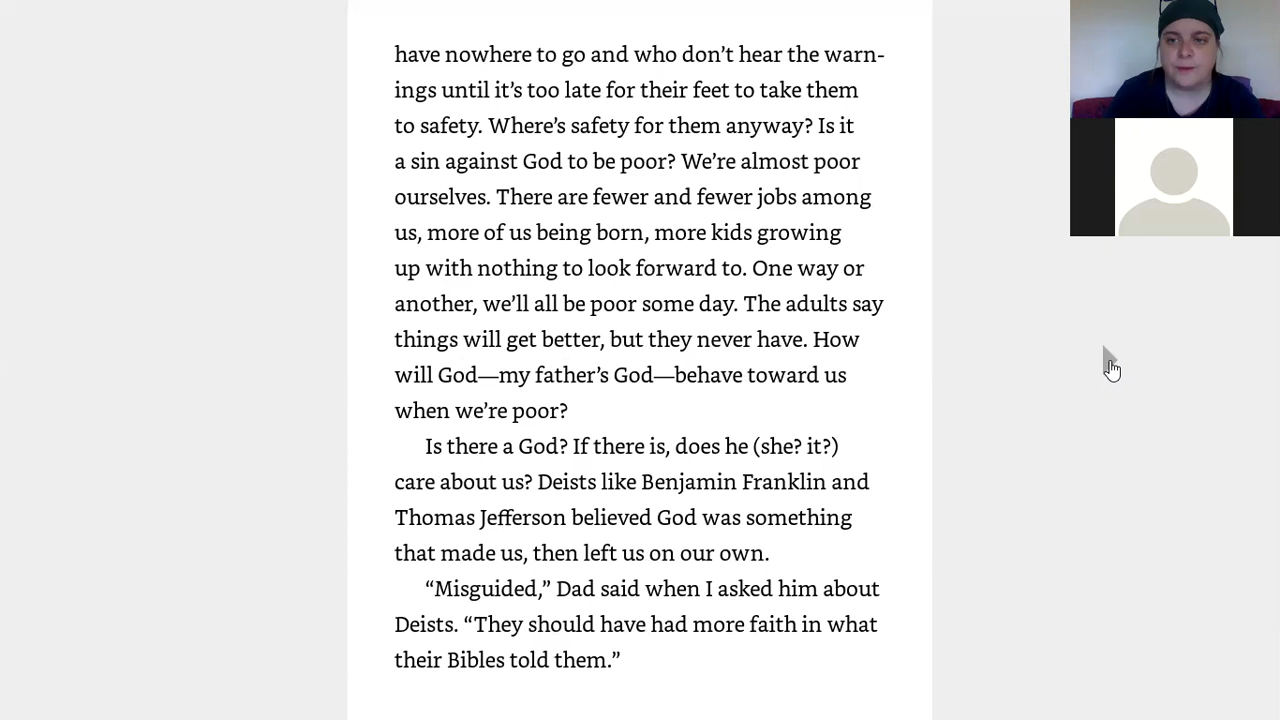 have nowhere to go and who don’t hear the warn-
ings until it’s too late for their feet to take them
to safety. Where’s safety for them anyway? Is it
a sin against God to be poor? We’re almost poor
ourselves. There are fewer and fewer jobs among
us, more of us being born, more kids growing
up with nothing to look forward to. One way or
another, we’ll all be poor some day. The adults say
things will get better, but they never have. How
will God—my father’s God—behave toward us
when we’re poor?
Is there a God? If there is, does he (she? it?)
care about us? Deists like Benjamin Franklin and
Thomas Jefferson believed God was something
that made us, then left us on our own.
“Misguided,” Dad said when I asked him about
Deists. “They should have had more faith in what
their Bibles told them.”